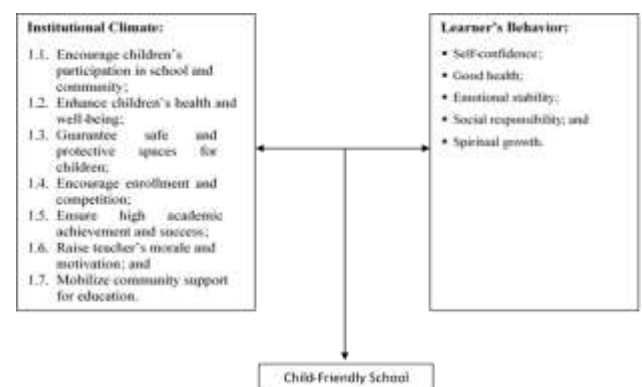 Institutional Climate:
1.1. Encourage children's
participation in school and
community;
1.2. Enhance children's health and
well-being;
1.3. Guarantee safe and
protective spaces for
children;
1.4. Encourage enrollment and
competition;
1.5. Ensure high academic
achievement and success;
1.6. Raise teacher's morale and
motivation; and
1.7. Mobilize community support
for education.
Learner's Behavior:
▪ Self-confidence;
▪ Good health;
▪ Emotional stability;
▪ Social responsibility; and
▪ Spiritual growth.
Child-Friendly School